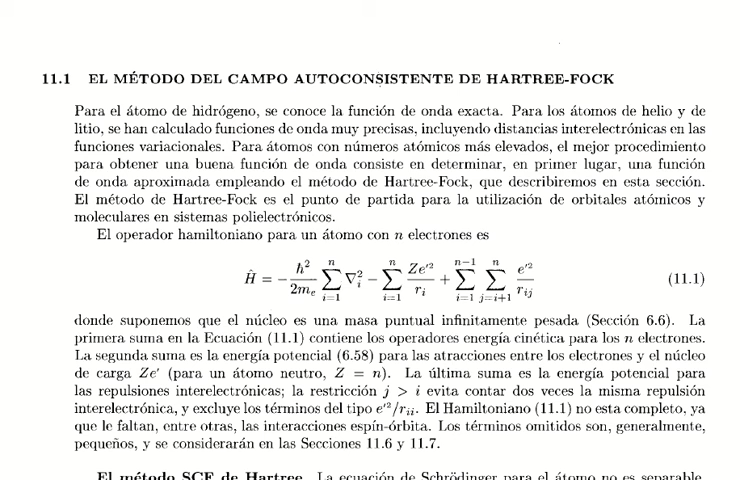 11.1 EL MÉTODO DEL CAMPO AUTOCONSISTENTE DE HARTREE-FOCK
Para el átomo de hidrógeno, se conoce la función de onda exacta. Para los átomos de helio y de
litio, se han calculado funciones de onda muy precisas, incluyendo distancias interelectrónicas en las
funciones variacionales. Para átomos con números atómicos más elevados, el mejor procedimiento
para obtener una buena función de onda consiste en determinar, en primer lugar, una función
de onda aproximada empleando el método de Hartree-Fock, que describiremos en esta sección.
El método de Hartree-Fock es el punto de partida para la utilización de orbitales atómicos y
moleculares en sistemas polielectrónicos.
El operador hamiltoniano para un átomo con n electrones es
Ĥ = −ħ²/2mₑ ∑ᵢ₌₁ⁿ ∇ᵢ² − ∑ᵢ₌₁ⁿ Ze′²/rᵢ + ∑ᵢ₌₁ⁿ⁻¹ ∑ⱼ₌ᵢ₊₁ⁿ e′²/rᵢⱼ (11.1)
donde suponemos que el núcleo es una masa puntual infinitamente pesada (Sección 6.6). La
primera suma en la Ecuación (11.1) contiene los operadores energía cinética para los n electrones.
La segunda suma es la energía potencial (6.58) para las atracciones entre los electrones y el núcleo
de carga Ze′ (para un átomo neutro, Z = n). La última suma es la energía potencial para
las repulsiones interelectrónicas; la restricción j > i evita contar dos veces la misma repulsión
interelectrónica, y excluye los términos del tipo e′²/rᵢᵢ. El Hamiltoniano (11.1) no esta completo, ya
que le faltan, entre otras, las interacciones espín-órbita. Los términos omitidos son, generalmente,
pequeños, y se considerarán en las Secciones 11.6 y 11.7.
El método SCF de Hartree. La ecuación de Schrödinger para el átomo no es separable,